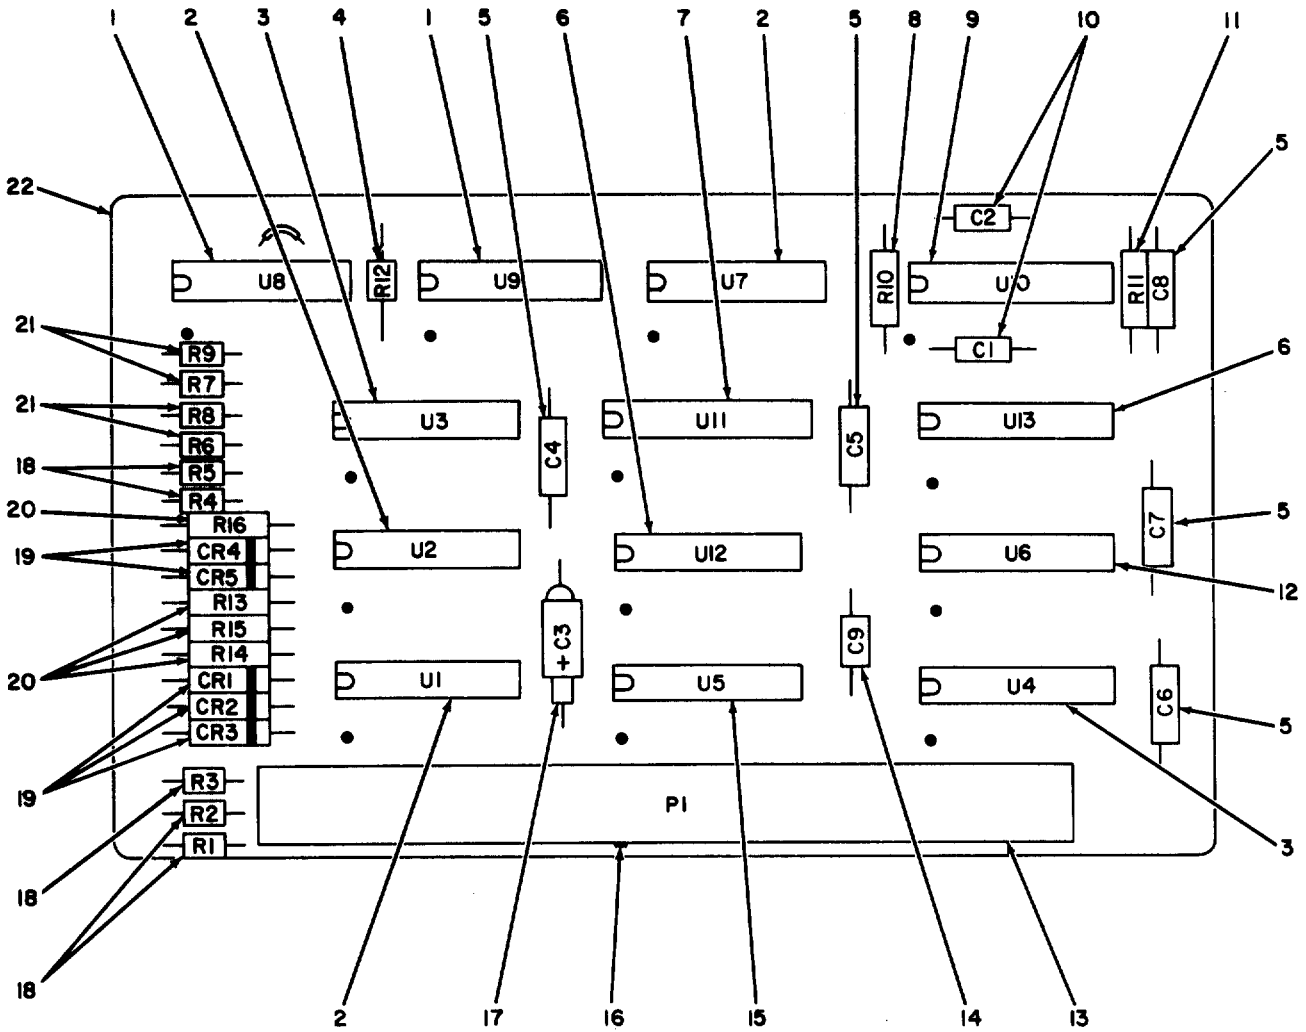 1 2 3 4 1 5 6 7 2 5 8 9 10 11
5
22
C2
U8 R12 U9 U7 R10 U10 R11 C8
21
R9
C1
6
R7
21
R8
U3 U11 U13
R6
C4 C5
18
R5
R4
20
R16
C7
5
19
CR4
U2 U12 U6
CR5
12
R13
R15
+C3
C9
R14
20
CR1
U1 U5 U4
CR2
C6
5
CR3
19
R3
P1
R2
R1
3
18
18
2 17 16 15 14 13